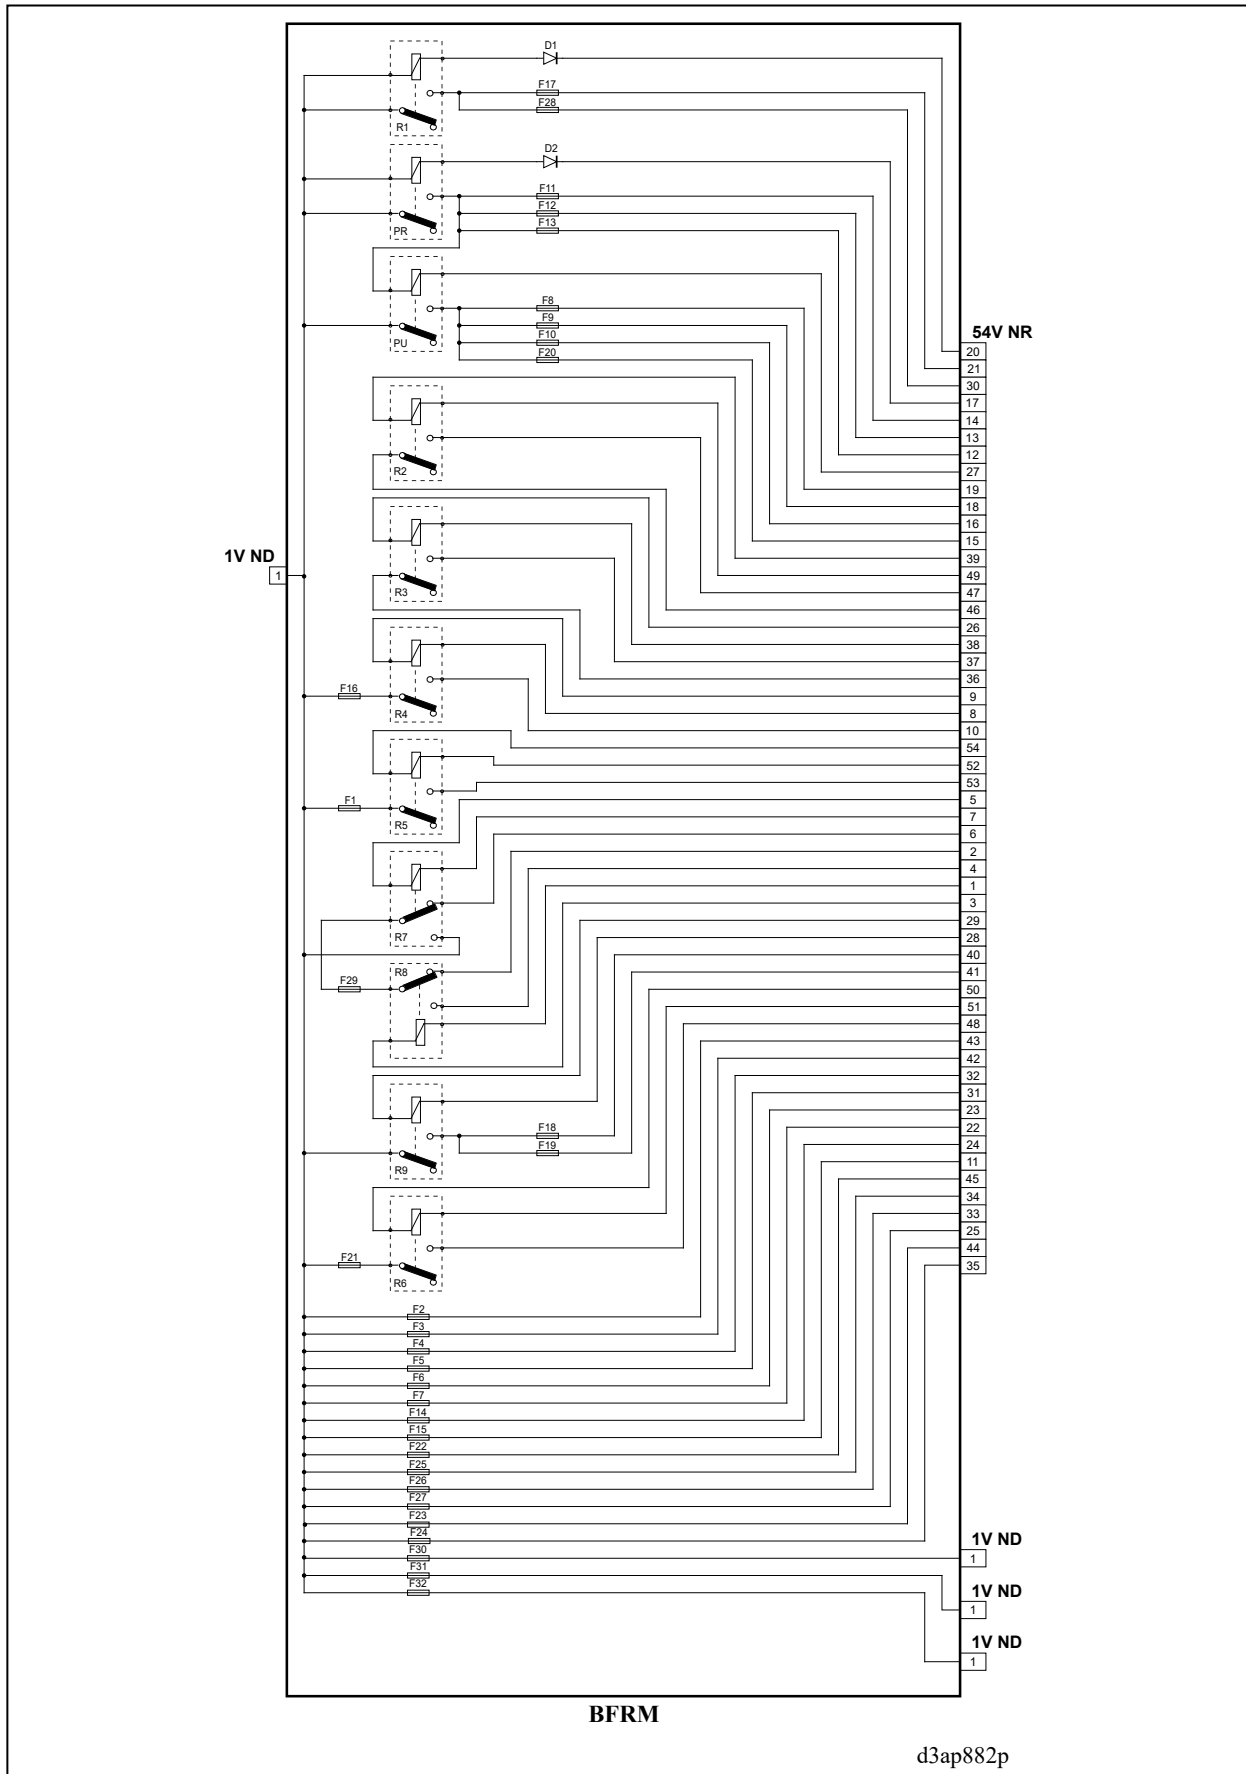 D1
F17
F28
R1
D2
F11
F12
F13
PR
F8
F9
F10
F20
PU
54V NR
20
21
30
17
14
13
12
27
19
18
16
15
39
49
47
46
26
38
37
36
9
8
10
54
52
53
5
7
6
2
4
1
3
29
28
40
41
50
51
48
43
42
32
31
23
22
24
11
45
34
33
25
44
35
R2
1V ND
1
R3
F16
R4
F1
R5
R7
R8
F29
F18
F19
R9
F21
R6
F2
F3
F4
F5
F6
F7
F14
F15
F22
F25
F26
F27
F23
F24
F30
F31
F32
1V ND
1
1V ND
1
1V ND
1
BFRM
d3ap882p